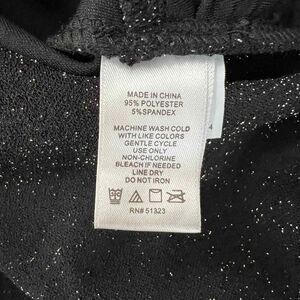 MADE IN CHINA
95% POLYESTER
5%SPANDEX
MACHINE WASH COLD
WITH LIKE COLORS
GENTLE CYCLE
USE ONLY
NON-CHLORINE
BLEACH IF NEEDED
LINE DRY
DO NOT IRON
RN# 51323
4